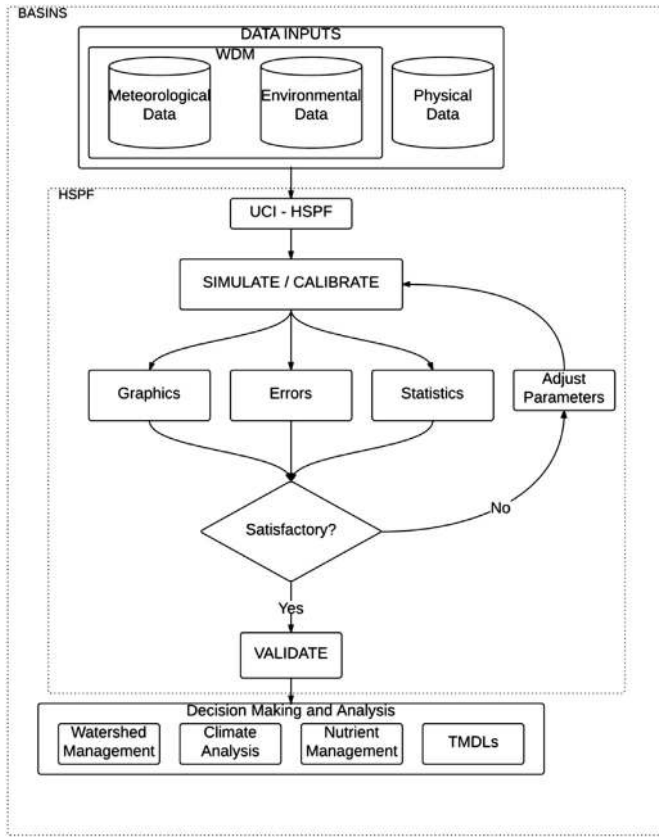 BASINS
DATA INPUTS
WDM
Meteorological
Data
Environmental
Data
Physical
Data
HSPF
UCI - HSPF
SIMULATE / CALIBRATE
Graphics
Errors
Statistics
Adjust
Parameters
Satisfactory?
No
Yes
VALIDATE
Decision Making and Analysis
Watershed
Management
Climate
Analysis
Nutrient
Management
TMDLs